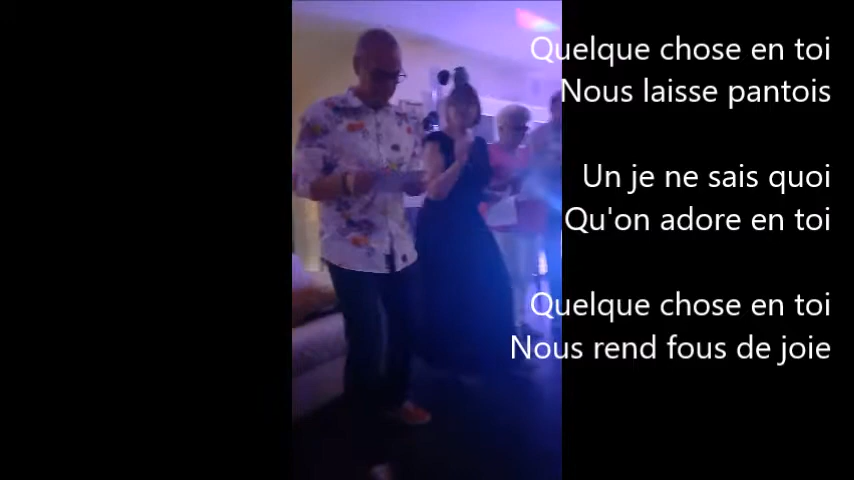 Quelque chose en toi
Nous laisse pantois
Un je ne sais quoi
Qu'on adore en toi
Quelque chose en toi
Nous rend fous de joie